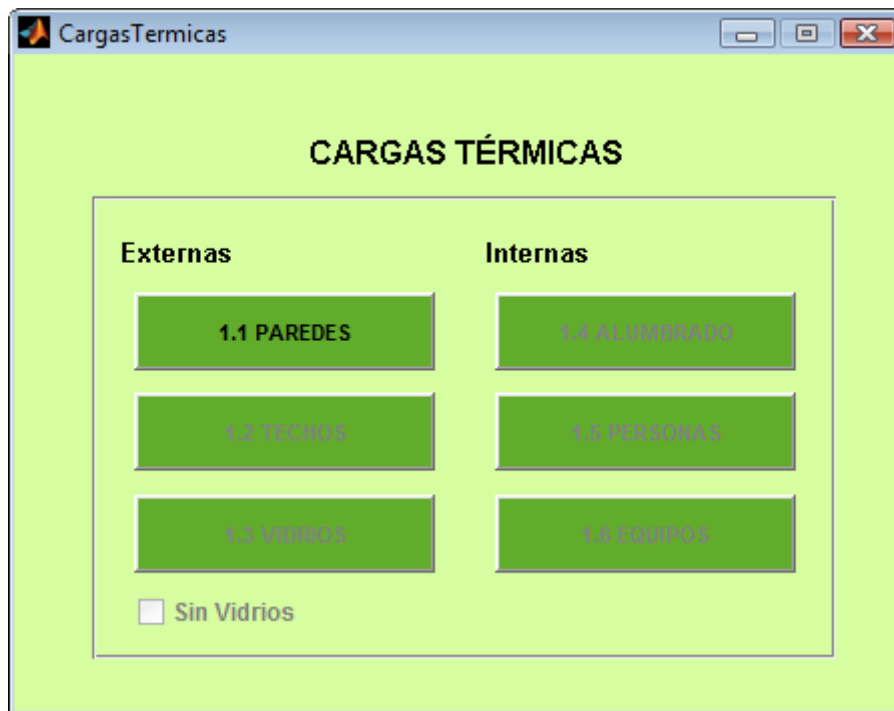 CargasTermicas
CARGAS TÉRMICAS
Externas
1.1 PAREDES
1.2 TECHOS
1.3 VIDRIOS
Sin Vidrios
Internas
1.4 ALUMBRADO
1.5 PERSONAS
1.6 EQUIPOS